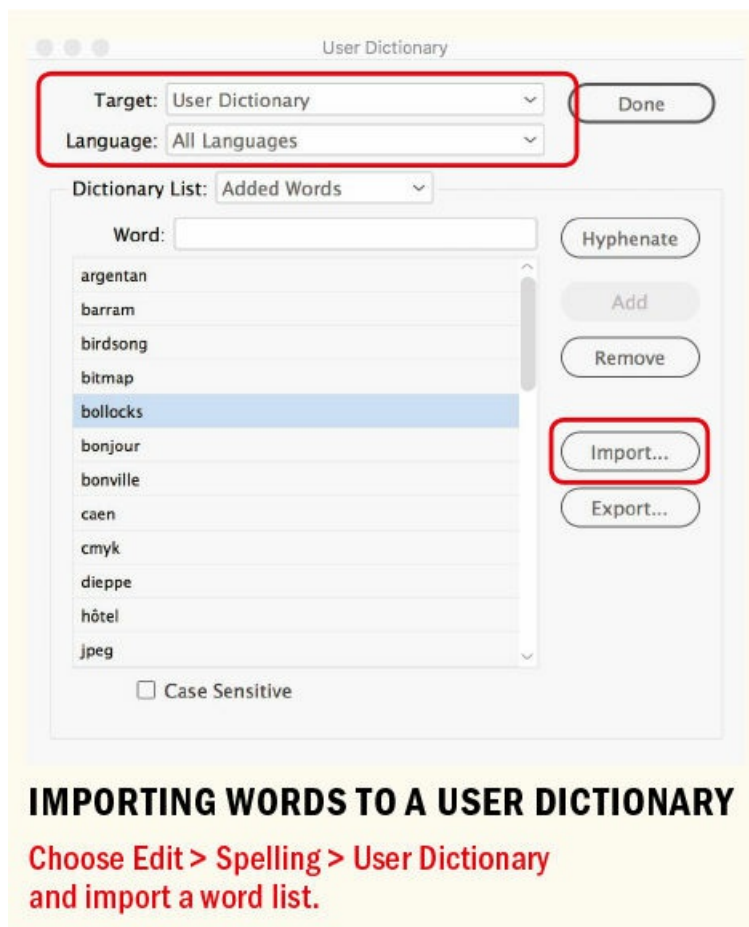 User Dictionary
Target: User Dictionary
Done
Language: All Languages
Dictionary List: Added Words
Word:
Hyphenate
argentan
barram
Add
birdsong
Remove
bitmap
bollocks
bonjour
Import...
bonville
caen
Export...
cmyk
dieppe
hôtel
jpeg
Case Sensitive
IMPORTING WORDS TO A USER DICTIONARY
Choose Edit > Spelling > User Dictionary
and import a word list.